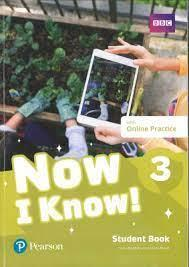 BBC
with
Online Practice
Now
I Know!
3
Student Book
Pearson